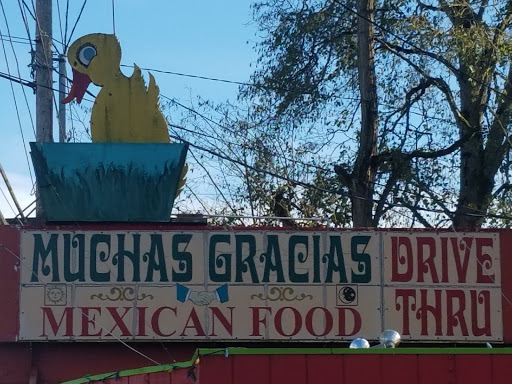 MUCHAS GRACIAS
MEXICAN FOOD
DRIVE
THRU